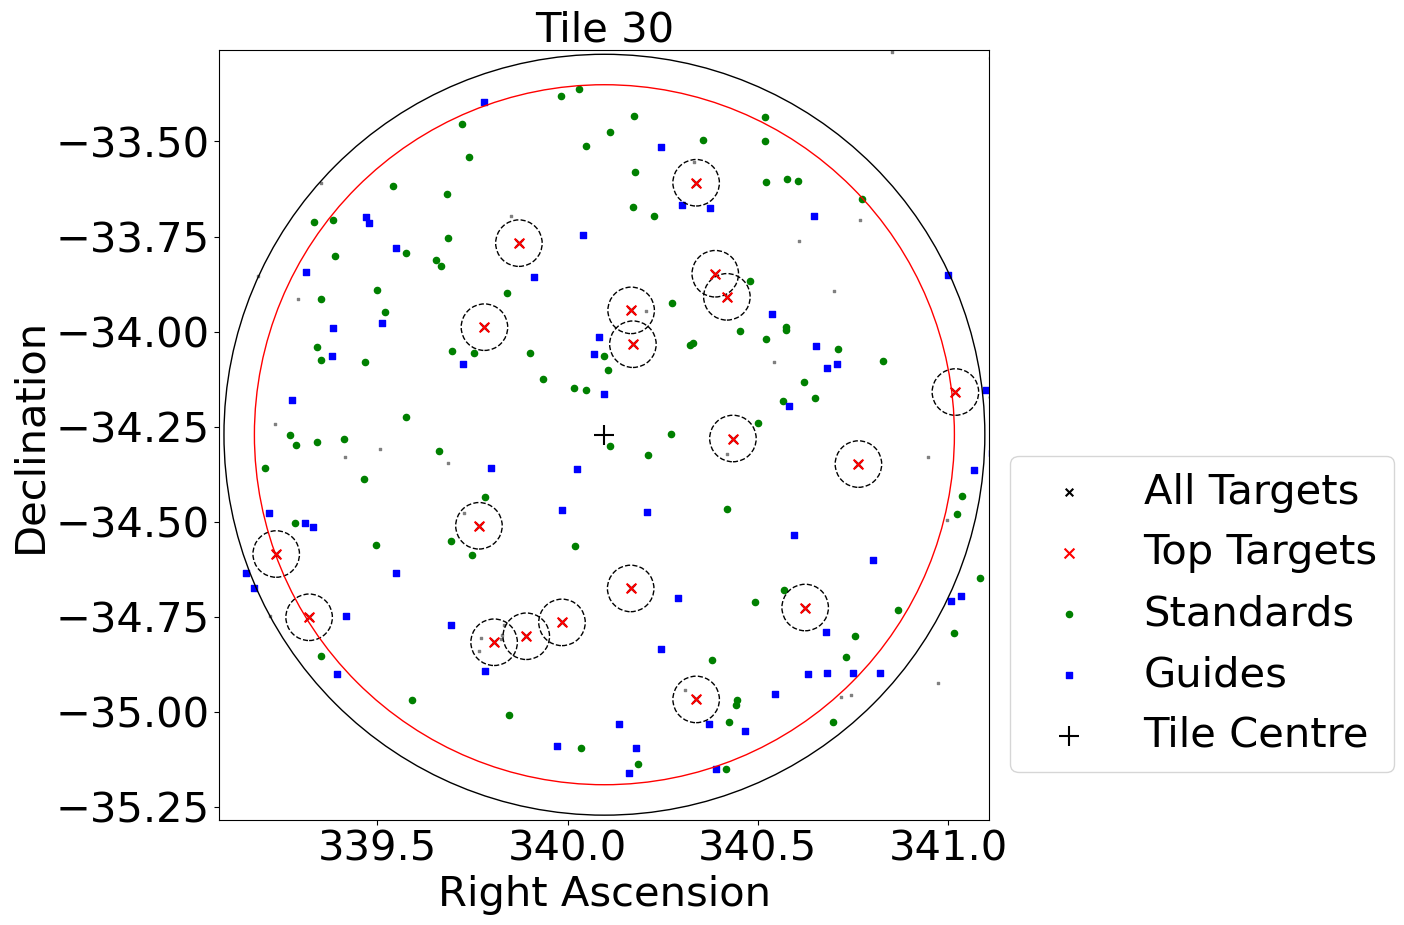 Tile 30
Declination
−33.50
−33.75
−34.00
−34.25
−34.50
−34.75
−35.00
−35.25
339.5 340.0 340.5 341.0
Right Ascension
All Targets
Top Targets
Standards
Guides
Tile Centre